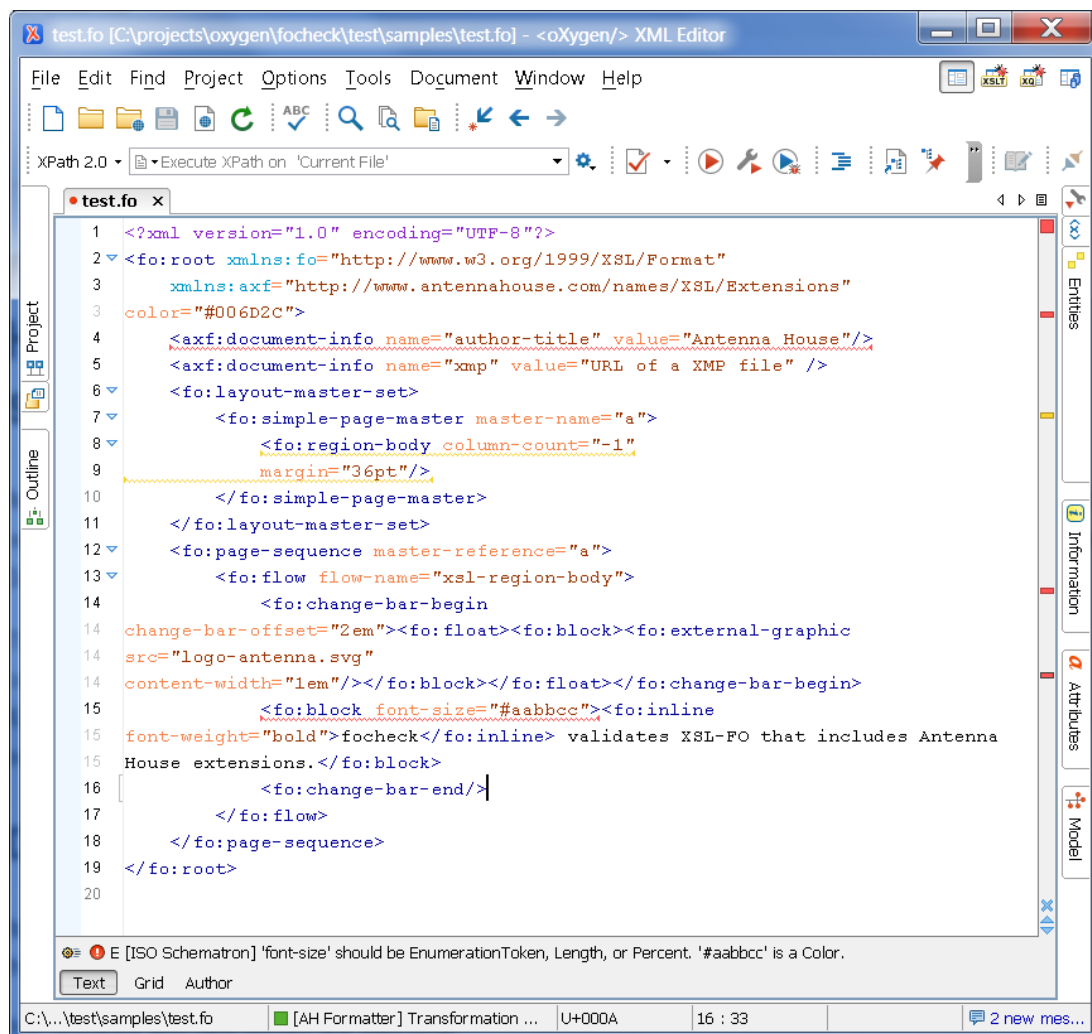 test.fo [C:\projects\oxygen\focheck\test\samples\test.fo] - <oXygen/> XML Editor
File Edit Find Project Options Tools Document Window Help
XSLT XQ
ABC
XPath 2.0 Execute XPath on 'Current File'
test.fo ×
1 <?xml version="1.0" encoding="UTF-8"?>
2 <fo:root xmlns:fo="http://www.w3.org/1999/XSL/Format"
3 xmlns:axf="http://www.antennahouse.com/names/XSL/Extensions"
3 color="#006D2C">
4 <axf:document-info name="author-title" value="Antenna House"/>
5 <axf:document-info name="xmp" value="URL of a XMP file" />
6 <fo:layout-master-set>
7 <fo:simple-page-master master-name="a">
8 <fo:region-body column-count="-1"
9 margin="36pt"/>
10 </fo:simple-page-master>
11 </fo:layout-master-set>
12 <fo:page-sequence master-reference="a">
13 <fo:flow flow-name="xsl-region-body">
14 <fo:change-bar-begin
14 change-bar-offset="2em"><fo:float><fo:block><fo:external-graphic
14 src="logo-antenna.svg"
14 content-width="1em"/></fo:block></fo:float></fo:change-bar-begin>
15 <fo:block font-size="#aabbcc"><fo:inline
15 font-weight="bold">focheck</fo:inline> validates XSL-FO that includes Antenna
15 House extensions.</fo:block>
16 <fo:change-bar-end/>
17 </fo:flow>
18 </fo:page-sequence>
19 </fo:root>
20
Project
Outline
Entities
Information
a Attributes
Model
E [ISO Schematron] 'font-size' should be EnumerationToken, Length, or Percent. '#aabbcc' is a Color.
Text Grid Author
C:\...\test\samples\test.fo [AH Formatter] Transformation ... U+000A 16 : 33 2 new mes...